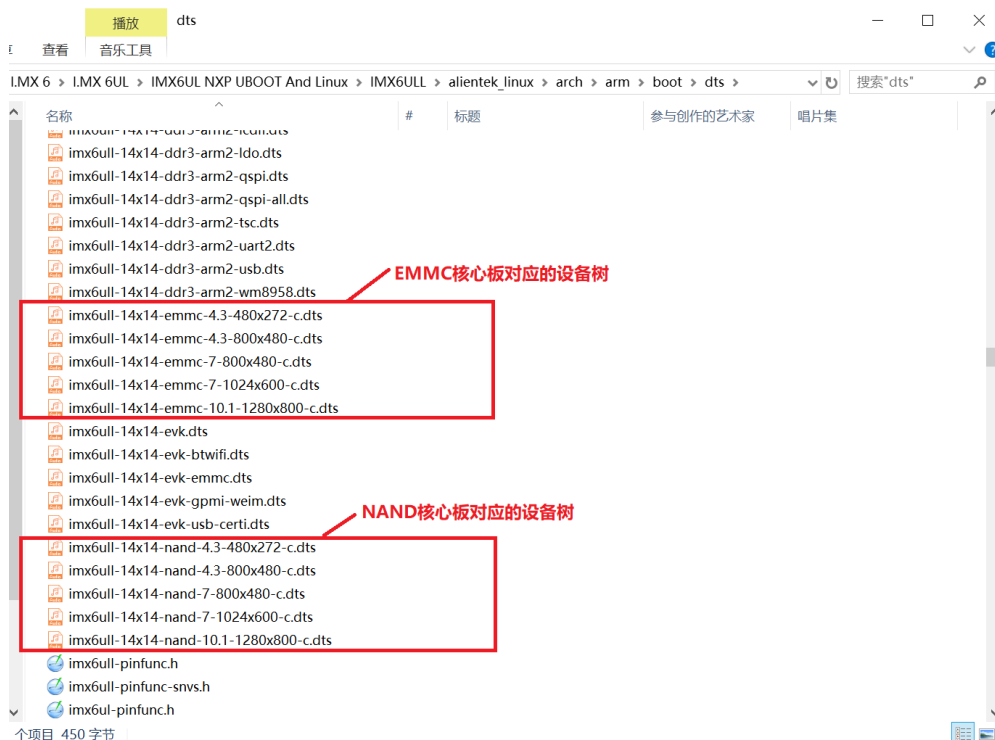 播放
dts
查看
音乐工具
I.MX 6 > I.MX 6UL > IMX6UL NXP UBOOT And Linux > IMX6ULL > alientek_linux > arch > arm > boot > dts >
搜索"dts"
名称
#
标题
参与创作的艺术家
唱片集
imx6ull-14x14-ddr3-arm2-lcdif.dts
imx6ull-14x14-ddr3-arm2-ldo.dts
imx6ull-14x14-ddr3-arm2-qspi.dts
imx6ull-14x14-ddr3-arm2-qspi-all.dts
imx6ull-14x14-ddr3-arm2-tsc.dts
imx6ull-14x14-ddr3-arm2-uart2.dts
imx6ull-14x14-ddr3-arm2-usb.dts
EMMC核心板对应的设备树
imx6ull-14x14-ddr3-arm2-wm8958.dts
imx6ull-14x14-emmc-4.3-480x272-c.dts
imx6ull-14x14-emmc-4.3-800x480-c.dts
imx6ull-14x14-emmc-7-800x480-c.dts
imx6ull-14x14-emmc-7-1024x600-c.dts
imx6ull-14x14-emmc-10.1-1280x800-c.dts
imx6ull-14x14-evk.dts
imx6ull-14x14-evk-btwifi.dts
imx6ull-14x14-evk-emmc.dts
imx6ull-14x14-evk-gpmi-weim.dts
NAND核心板对应的设备树
imx6ull-14x14-evk-usb-certi.dts
imx6ull-14x14-nand-4.3-480x272-c.dts
imx6ull-14x14-nand-4.3-800x480-c.dts
imx6ull-14x14-nand-7-800x480-c.dts
imx6ull-14x14-nand-7-1024x600-c.dts
imx6ull-14x14-nand-10.1-1280x800-c.dts
imx6ull-pinfunc.h
imx6ull-pinfunc-snvs.h
imx6ul-pinfunc.h
个项目 450 字节